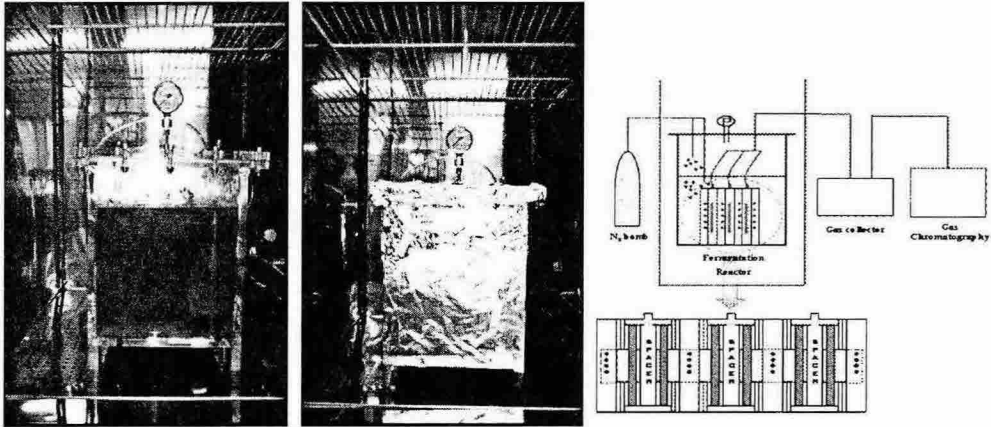 N₂ bomb
Fermentation
Reactor
Gas collector
Gas
Chromatography
SPACER
SPACER
SPACER